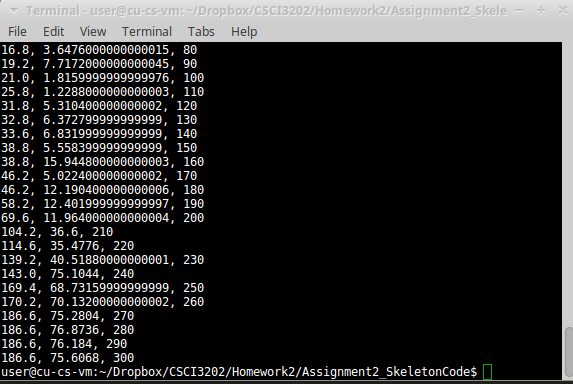 Terminal - user@cu-cs-vm: ~/Dropbox/CSCI3202/Homework2/Assignment2_Skele
File Edit View Terminal Tabs Help
16.8, 3.6476000000000015, 80
19.2, 7.7172000000000045, 90
21.0, 1.8159999999999976, 100
25.8, 1.2288000000000003, 110
31.8, 5.310400000000002, 120
32.8, 6.372799999999999, 130
33.6, 6.831999999999999, 140
38.8, 5.558399999999999, 150
38.8, 15.944800000000003, 160
46.2, 5.022400000000002, 170
46.2, 12.190400000000006, 180
58.2, 12.401999999999997, 190
69.6, 11.964000000000004, 200
104.2, 36.6, 210
114.6, 35.4776, 220
139.2, 40.51880000000001, 230
143.0, 75.1044, 240
169.4, 68.73159999999999, 250
170.2, 70.13200000000002, 260
186.6, 75.2804, 270
186.6, 76.8736, 280
186.6, 76.184, 290
186.6, 75.6068, 300
user@cu-cs-vm:~/Dropbox/CSCI3202/Homework2/Assignment2_SkeletonCode$